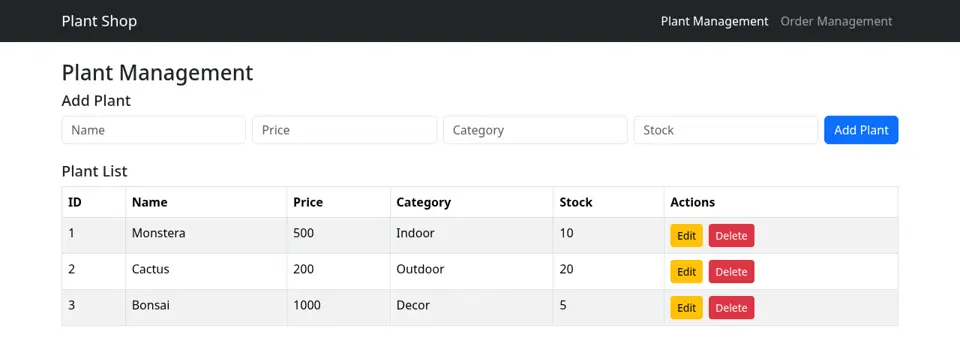 Plant Shop Plant Management Order Management
Plant Management
Add Plant
Name Price Category Stock Add Plant
Plant List
ID Name Price Category Stock Actions
1 Monstera 500 Indoor 10 Edit Delete
2 Cactus 200 Outdoor 20 Edit Delete
3 Bonsai 1000 Decor 5 Edit Delete